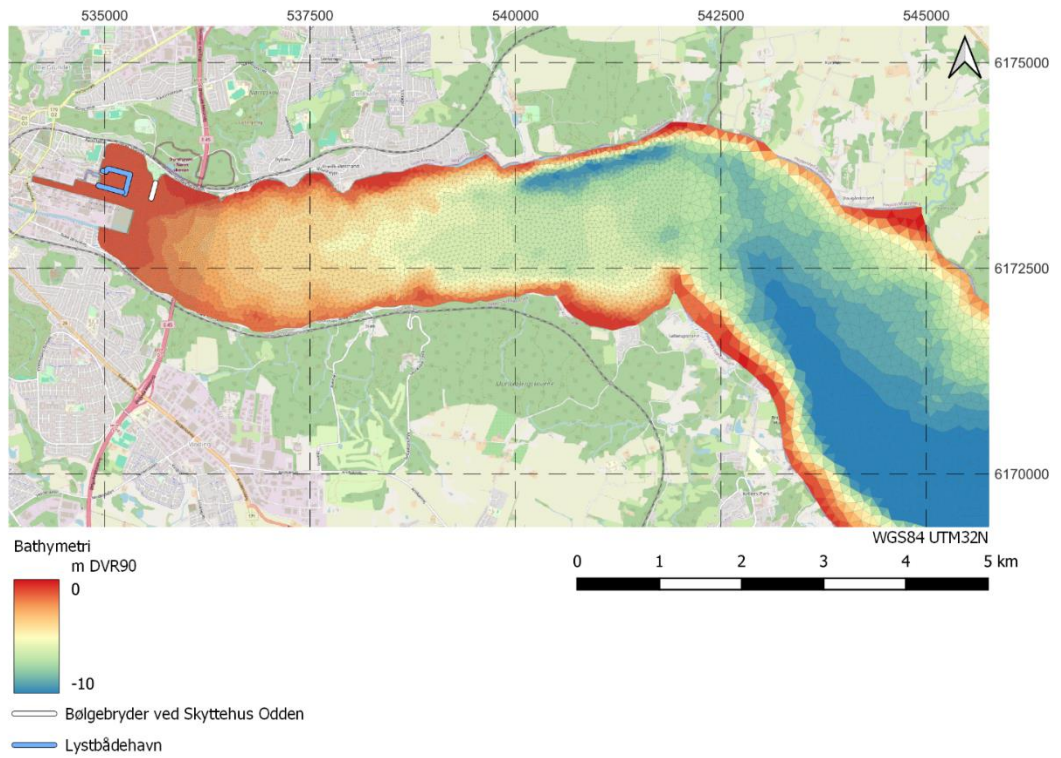 535000 537500 540000 542500 545000
6175000
6172500
6170000
WGS84 UTM32N
Bathymetri
m DVR90
0
-10
0 1 2 3 4 5 km
Bølgebryder ved Skyttehus Odden
Lystbådehavn